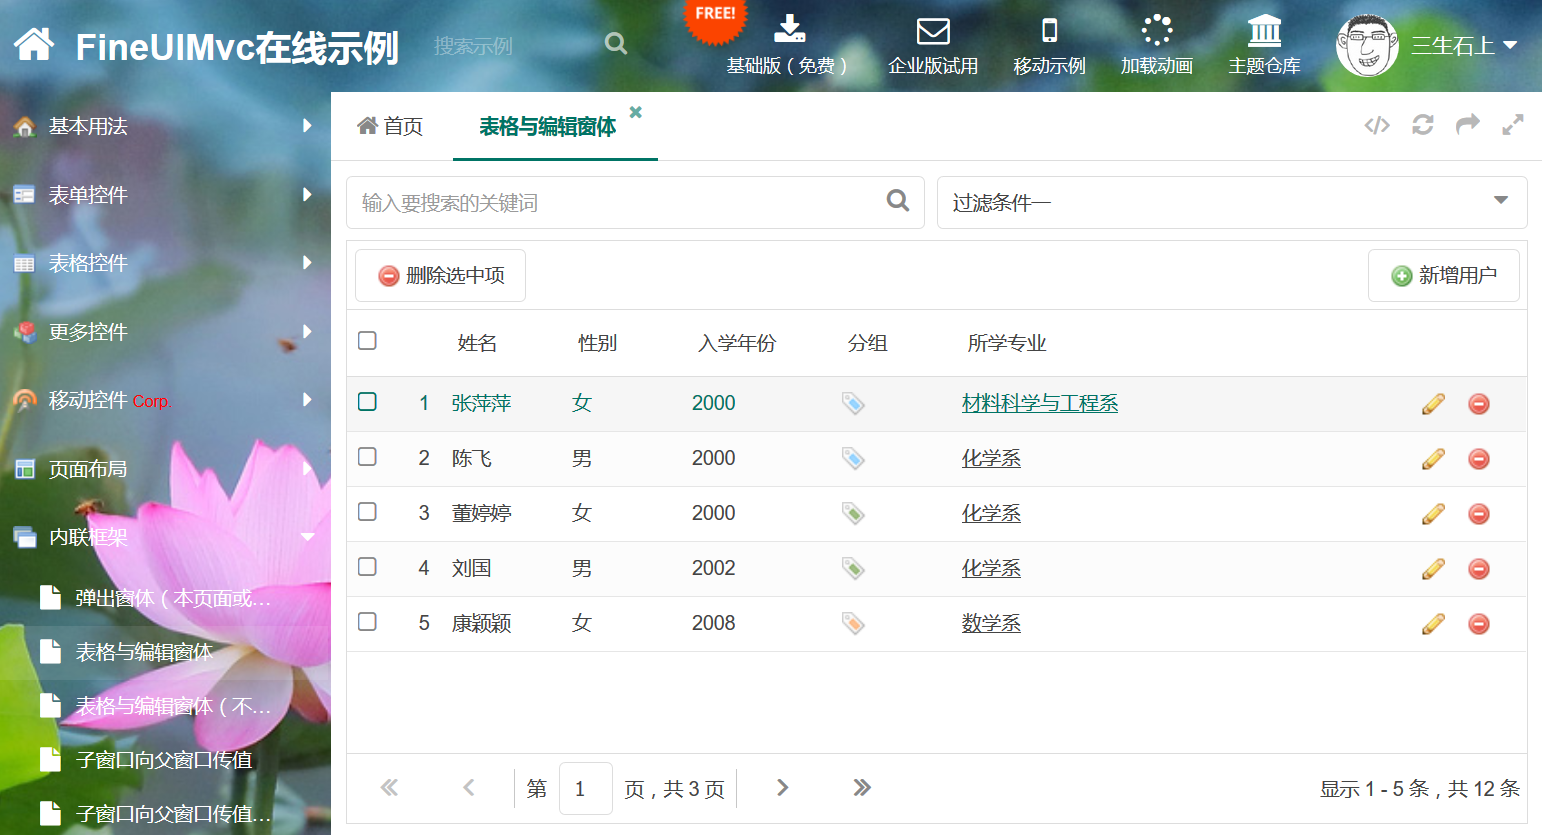 FineUIMvc在线示例
搜索示例
FREE!
基础版（免费）
企业版试用
移动示例
加载动画
主题仓库
三生石上
基本用法
表单控件
表格控件
更多控件
移动控件 Corp.
页面布局
内联框架
弹出窗体（本页面或...
表格与编辑窗体
表格与编辑窗体（不...
子窗口向父窗口传值
子窗口向父窗口传值...
首页
表格与编辑窗体
输入要搜索的关键词
过滤条件一
删除选中项
新增用户
姓名 性别 入学年份 分组 所学专业
1 张萍萍 女 2000 材料科学与工程系
2 陈飞 男 2000 化学系
3 董婷婷 女 2000 化学系
4 刘国 男 2002 化学系
5 康颖颖 女 2008 数学系
第 1 页，共 3 页
显示 1 - 5 条，共 12 条